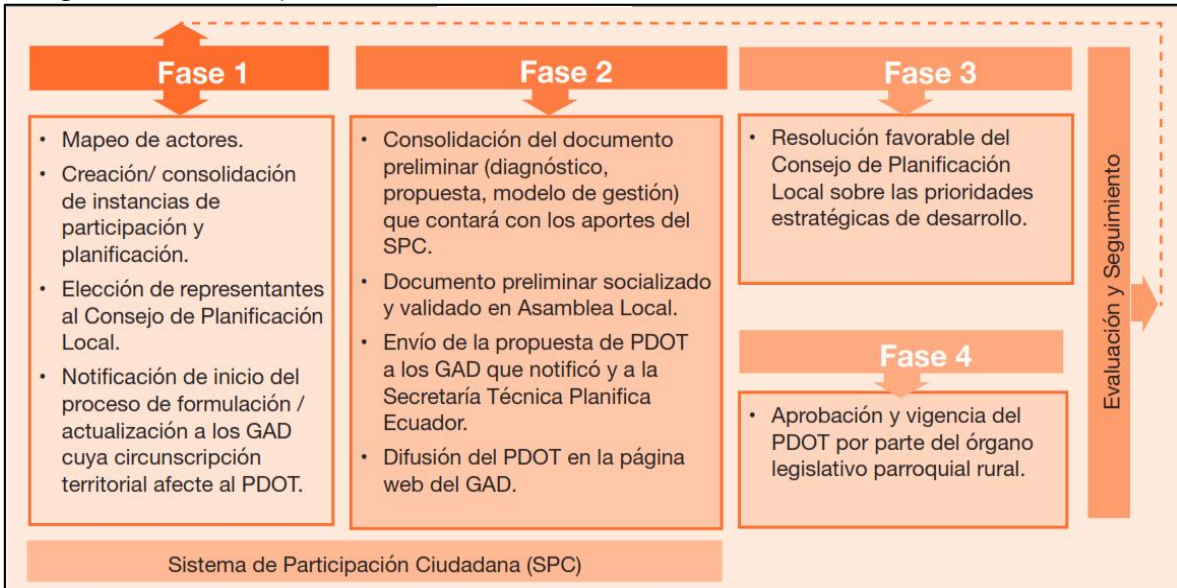 Fase 1
• Mapeo de actores.
• Creación/ consolidación
de instancias de
participación y
planificación.
• Elección de representantes
al Consejo de Planificación
Local.
• Notificación de inicio del
proceso de formulación /
actualización a los GAD
cuya circunscripción
territorial afecte al PDOT.
Fase 2
• Consolidación del documento
preliminar (diagnóstico,
propuesta, modelo de gestión)
que contará con los aportes del
SPC.
• Documento preliminar socializado
y validado en Asamblea Local.
• Envío de la propuesta de PDOT
a los GAD que notificó y a la
Secretaría Técnica Planifica
Ecuador.
• Difusión del PDOT en la página
web del GAD.
Sistema de Participación Ciudadana (SPC)
Fase 3
• Resolución favorable del
Consejo de Planificación
Local sobre las prioridades
estratégicas de desarrollo.
Fase 4
• Aprobación y vigencia del
PDOT por parte del órgano
legislativo parroquial rural.
Evaluación y Seguimiento